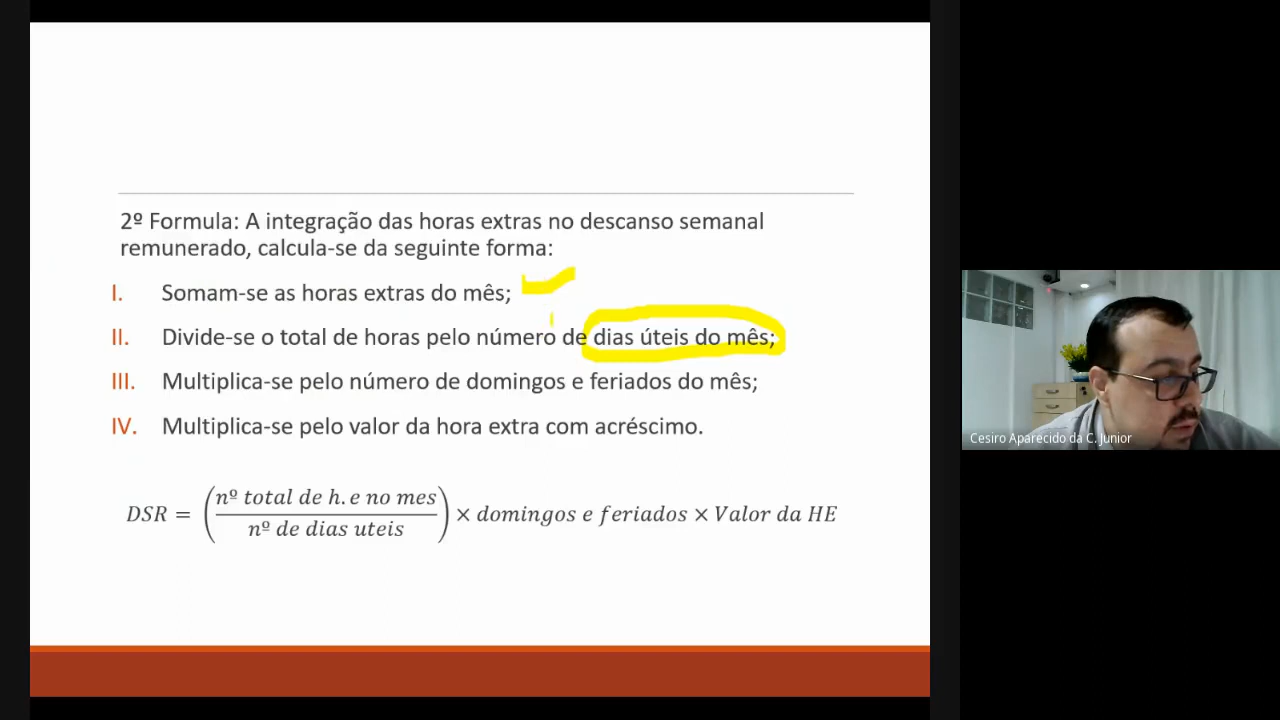 2º Formula: A integração das horas extras no descanso semanal
remunerado, calcula-se da seguinte forma:
I. Somam-se as horas extras do mês;
II. Divide-se o total de horas pelo número de dias úteis do mês;
III. Multiplica-se pelo número de domingos e feriados do mês;
IV. Multiplica-se pelo valor da hora extra com acréscimo.
DSR = (nº total de h. e no mes / nº de dias uteis) × domingos e feriados × Valor da HE
Cesiro Aparecido da C. Junior